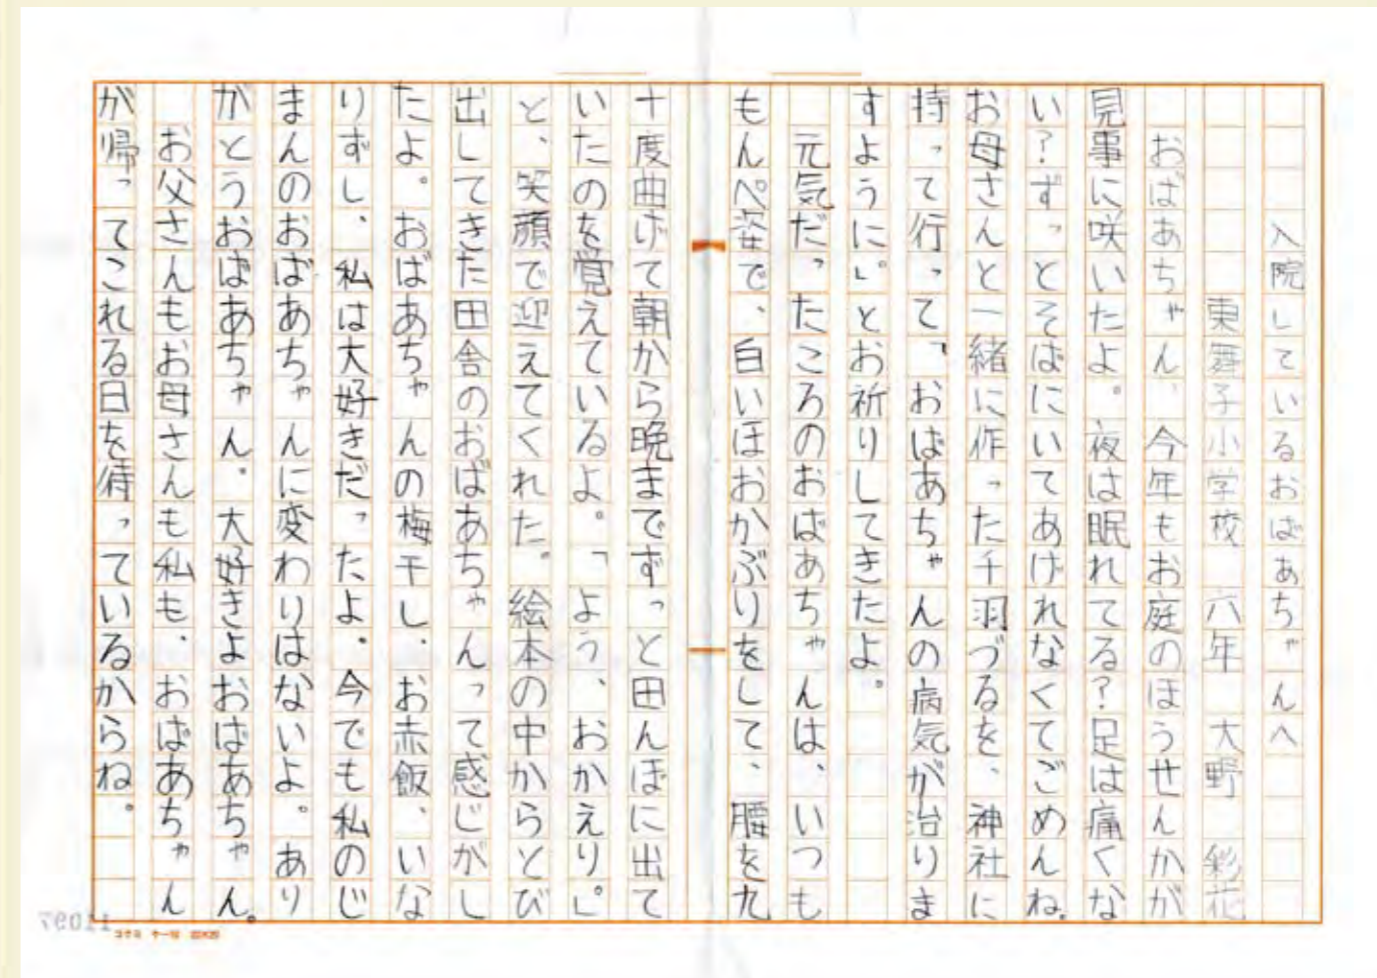 入院しているおばあちゃんへ
東舞子小学校　六年　大野　彩花
おばあちゃん、今年もお庭のほうせんかが
見事に咲いたよ。夜は眠れてる？足は痛くな
い？ずっとそばにいてあげれなくてごめんね。
お母さんと一緒に作った千羽づるを、神社に
持って行って「おばあちゃんの病気が治りま
すように。」とお祈りしてきたよ。
元気だったころのおばあちゃんは、いつも
もんペ姿で、白いほおかぶりをして、腰を九
十度曲げて朝から晩までずっと田んぼに出て
いたのを覚えているよ。「よう、おかえり。」
と、笑顔で迎えてくれた。絵本の中からとび
出してきた田舎のおばあちゃんって感じがし
たよ。おばあちゃんの梅干し、お赤飯、いな
りずし、私は大好きだったよ。今でも私のじ
まんのおばあちゃんに変わりはないよ。あり
がとうおばあちゃん。大好きよおばあちゃん。
お父さんもお母さんも私も、おばあちゃん
が帰ってこれる日を待っているからね。
コクヨ ケー10 20×20